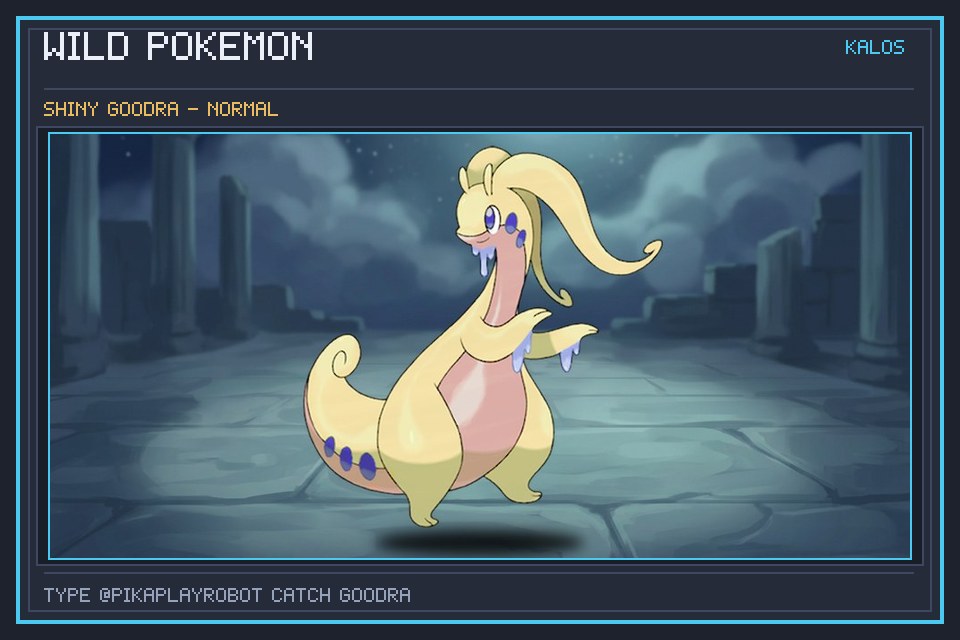 WILD POKEMON
KALOS
SHINY GOODRA - NORMAL
TYPE @PIKAPLAYROBOT CATCH GOODRA